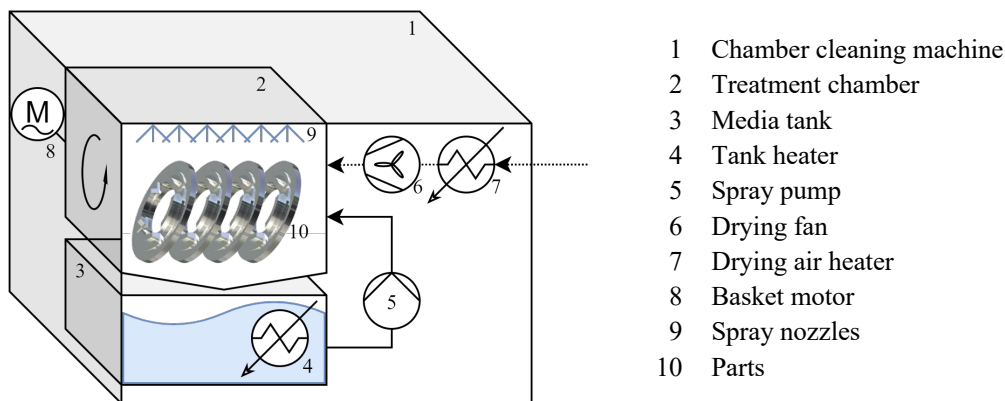 1
2
M
8
9
6
7
10
3
5
4
1 Chamber cleaning machine
2 Treatment chamber
3 Media tank
4 Tank heater
5 Spray pump
6 Drying fan
7 Drying air heater
8 Basket motor
9 Spray nozzles
10 Parts